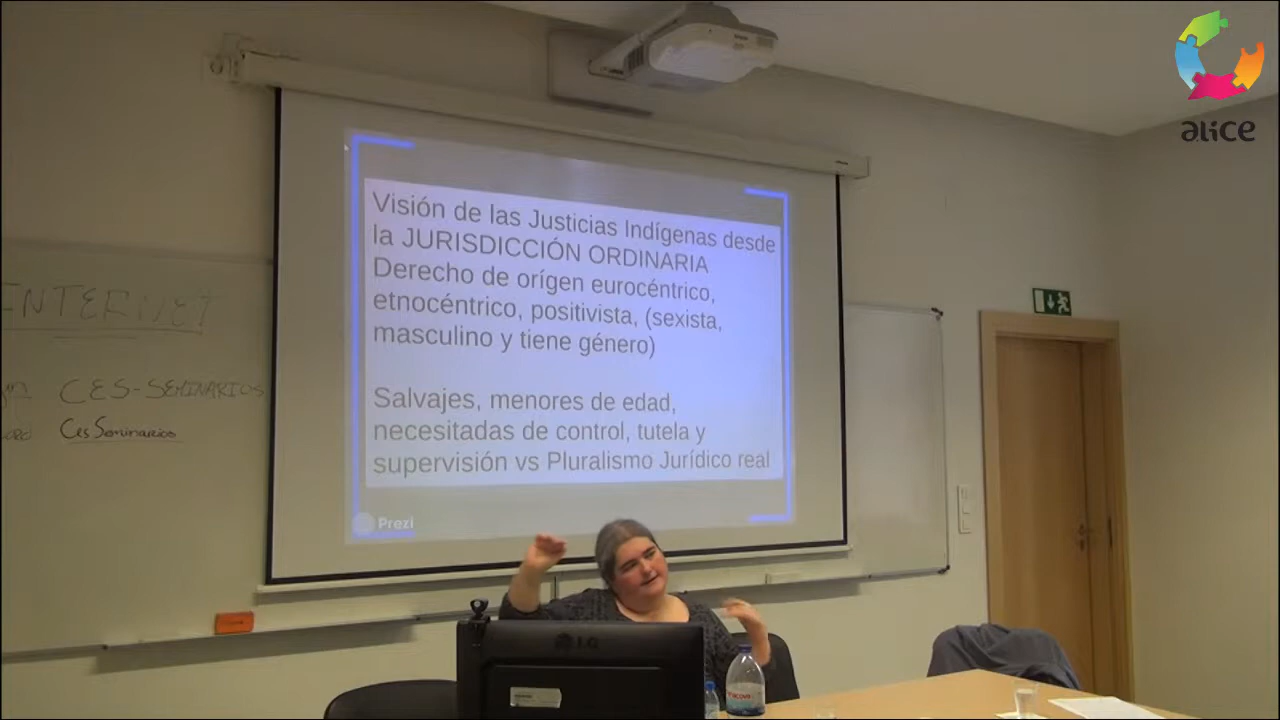 alice
Visión de las Justicias Indígenas desde
la JURISDICCIÓN ORDINARIA
Derecho de orígen eurocéntrico,
etnocéntrico, positivista, (sexista,
masculino y tiene género)
Salvajes, menores de edad,
necesitadas de control, tutela y
supervisión vs Pluralismo Jurídico real
Prezi
INTERNET
CES-SEMINARIOS
Ces Seminarios
LG